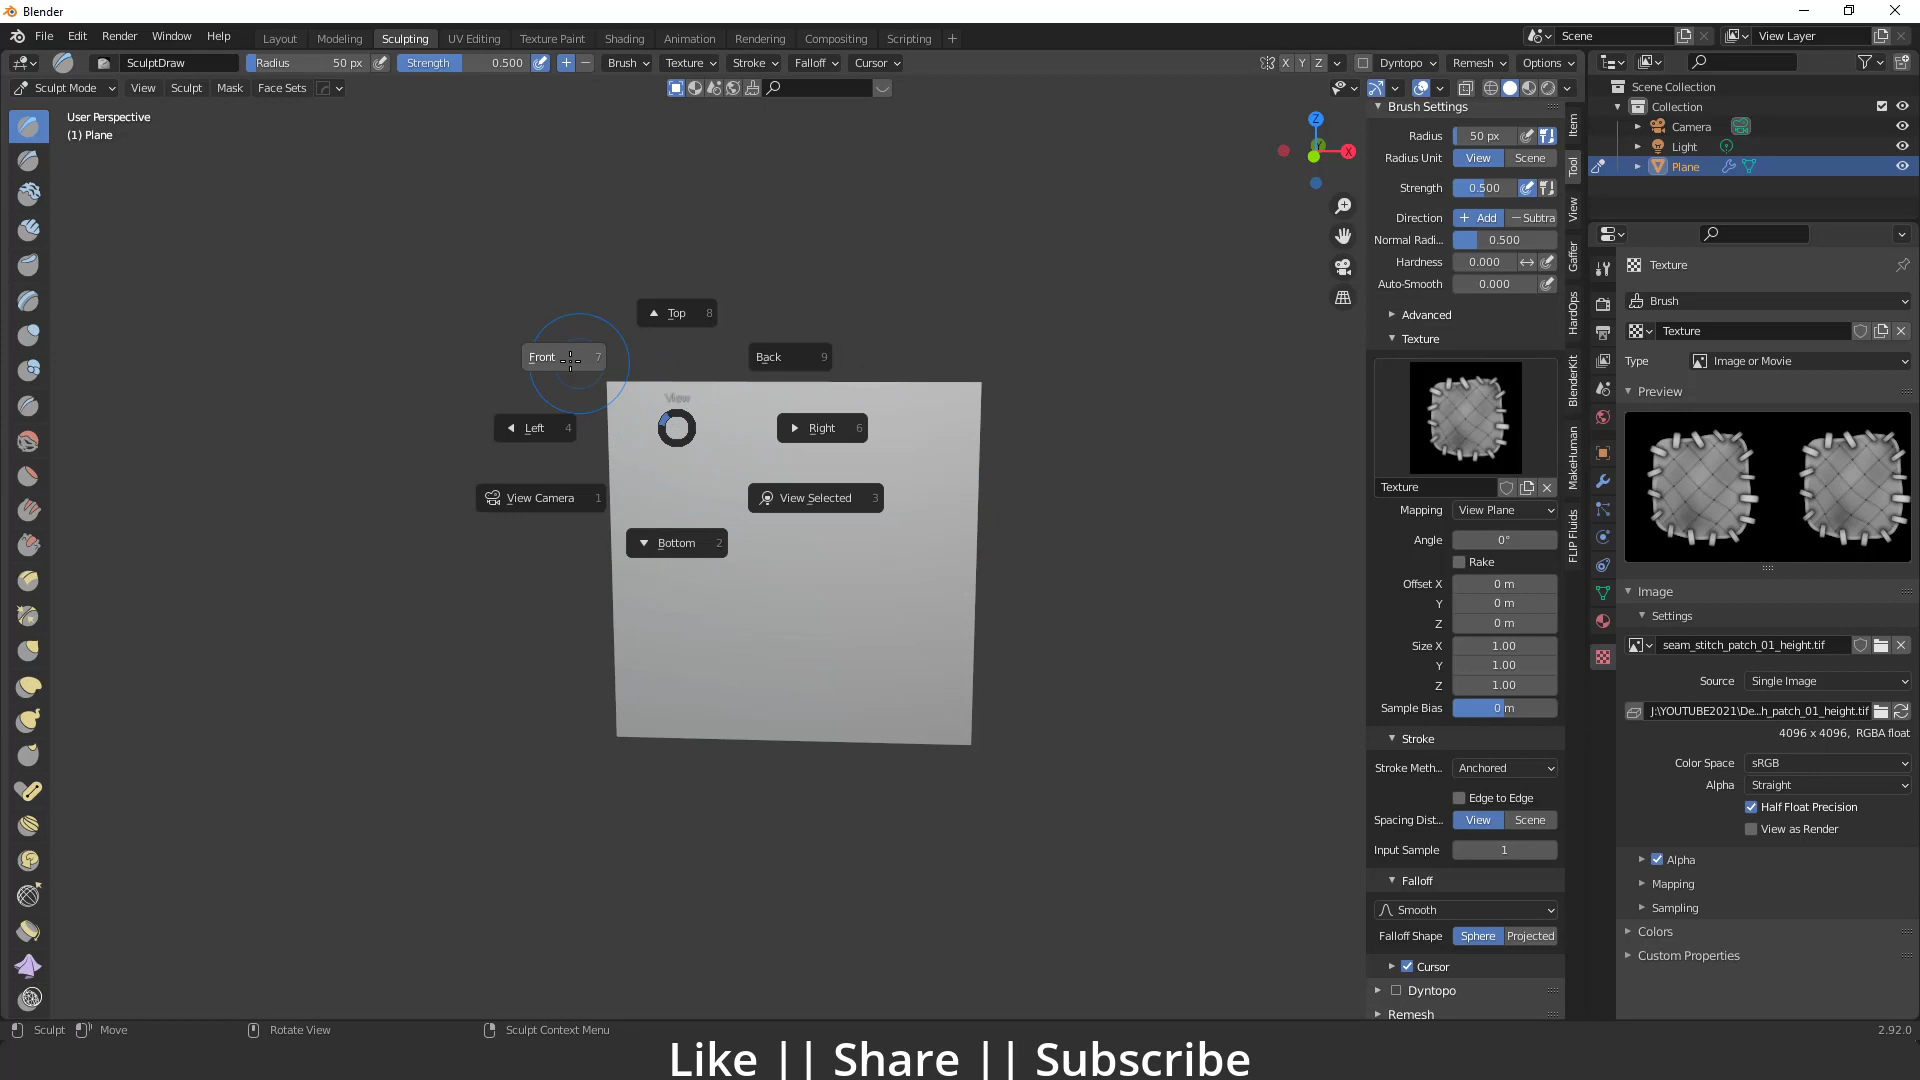 Blender
File Edit Render Window Help
Layout Modeling Sculpting UV Editing Texture Paint Shading Animation Rendering Compositing Scripting +
Scene
View Layer
SculptDraw
Radius 50 px
Strength 0.500
Brush Texture Stroke Falloff Cursor
X Y Z
Dyntopo Remesh Options
Sculpt Mode View Sculpt Mask Face Sets
User Perspective
(1) Plane
Z
X
Top 8
Front 7
Back 9
View
Left 4
Right 6
View Camera 1
View Selected 3
Bottom 2
Brush Settings
Radius 50 px
Radius Unit View Scene
Strength 0.500
Direction + Add − Subtra
Normal Radi... 0.500
Hardness 0.000
Auto-Smooth 0.000
Advanced
Texture
Texture
Mapping View Plane
Angle 0°
Rake
Offset X 0 m
Y 0 m
Z 0 m
Size X 1.00
Y 1.00
Z 1.00
Sample Bias 0 m
Stroke
Stroke Meth... Anchored
Edge to Edge
Spacing Dist... View Scene
Input Sample 1
Falloff
Smooth
Falloff Shape Sphere Projected
Cursor
Dyntopo
Remesh
Item
Tool
View
Gaffer
HardOps
BlenderKit
MakeHuman
FLIP Fluids
Scene Collection
Collection
Camera
Light
Plane
Texture
Brush
Texture
Type Image or Movie
Preview
Image
Settings
seam_stitch_patch_01_height.tif
Source Single Image
J:\YOUTUBE2021\De...h_patch_01_height.tif
4096 x 4096, RGBA float
Color Space sRGB
Alpha Straight
Half Float Precision
View as Render
Alpha
Mapping
Sampling
Colors
Custom Properties
Sculpt Move Rotate View Sculpt Context Menu 2.92.0
Like || Share || Subscribe